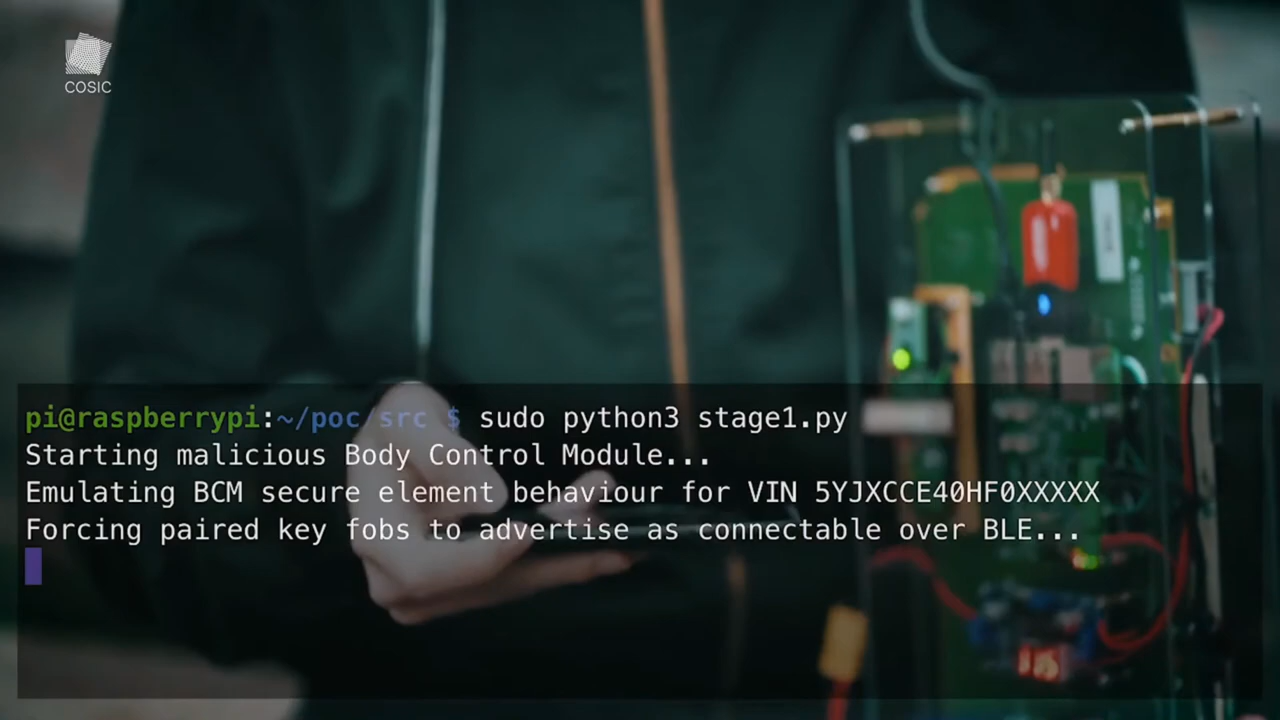 COSIC
pi@raspberrypi:~/poc/src $ sudo python3 stage1.py
Starting malicious Body Control Module...
Emulating BCM secure element behaviour for VIN 5YJXCCE40HF0XXXXX
Forcing paired key fobs to advertise as connectable over BLE...